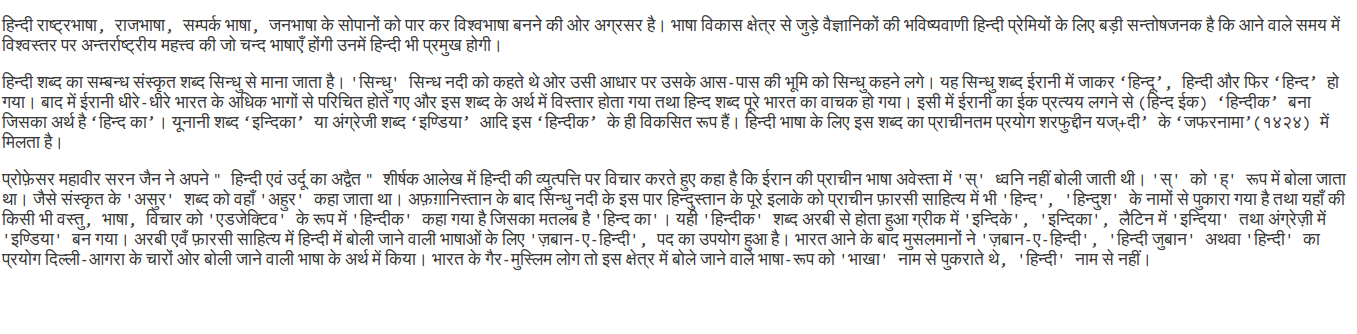 हिन्दी राष्ट्रभाषा, राजभाषा, सम्पर्क भाषा, जनभाषा के सोपानों को पार कर विश्वभाषा बनने की ओर अग्रसर है। भाषा विकास क्षेत्र से जुड़े वैज्ञानिकों की भविष्यवाणी हिन्दी प्रेमियों के लिए बड़ी सन्तोषजनक है कि आने वाले समय में
विश्वस्तर पर अन्तर्राष्ट्रीय महत्त्व की जो चन्द भाषाएँ होंगी उनमें हिन्दी भी प्रमुख होगी।
हिन्दी शब्द का सम्बन्ध संस्कृत शब्द सिन्धु से माना जाता है। 'सिन्धु' सिन्ध नदी को कहते थे ओर उसी आधार पर उसके आस-पास की भूमि को सिन्धु कहने लगे। यह सिन्धु शब्द ईरानी में जाकर ‘हिन्दू’, हिन्दी और फिर ‘हिन्द’ हो
गया। बाद में ईरानी धीरे-धीरे भारत के अधिक भागों से परिचित होते गए और इस शब्द के अर्थ में विस्तार होता गया तथा हिन्द शब्द पूरे भारत का वाचक हो गया। इसी में ईरानी का ईक प्रत्यय लगने से (हिन्द ईक) ‘हिन्दीक’ बना
जिसका अर्थ है ‘हिन्द का’। यूनानी शब्द ‘इन्दिका’ या अंग्रेजी शब्द ‘इण्डिया’ आदि इस ‘हिन्दीक’ के ही विकसित रूप हैं। हिन्दी भाषा के लिए इस शब्द का प्राचीनतम प्रयोग शरफुद्दीन यज्+दी’ के ‘जफरनामा’(१४२४) में
मिलता है।
प्रोफ़ेसर महावीर सरन जैन ने अपने " हिन्दी एवं उर्दू का अद्वैत " शीर्षक आलेख में हिन्दी की व्युत्पत्ति पर विचार करते हुए कहा है कि ईरान की प्राचीन भाषा अवेस्ता में 'स्' ध्वनि नहीं बोली जाती थी। 'स्' को 'ह्' रूप में बोला जाता
था। जैसे संस्कृत के 'असुर' शब्द को वहाँ 'अहुर' कहा जाता था। अफ़ग़ानिस्तान के बाद सिन्धु नदी के इस पार हिन्दुस्तान के पूरे इलाके को प्राचीन फ़ारसी साहित्य में भी 'हिन्द', 'हिन्दुश' के नामों से पुकारा गया है तथा यहाँ की
किसी भी वस्तु, भाषा, विचार को 'एडजेक्टिव' के रूप में 'हिन्दीक' कहा गया है जिसका मतलब है 'हिन्द का'। यही 'हिन्दीक' शब्द अरबी से होता हुआ ग्रीक में 'इन्दिके', 'इन्दिका', लैटिन में 'इन्दिया' तथा अंग्रेज़ी में
'इण्डिया' बन गया। अरबी एवँ फ़ारसी साहित्य में हिन्दी में बोली जाने वाली भाषाओं के लिए 'ज़बान-ए-हिन्दी', पद का उपयोग हुआ है। भारत आने के बाद मुसलमानों ने 'ज़बान-ए-हिन्दी', 'हिन्दी जुबान' अथवा 'हिन्दी' का
प्रयोग दिल्ली-आगरा के चारों ओर बोली जाने वाली भाषा के अर्थ में किया। भारत के गैर-मुस्लिम लोग तो इस क्षेत्र में बोले जाने वाले भाषा-रूप को 'भाखा' नाम से पुकराते थे, 'हिन्दी' नाम से नहीं।